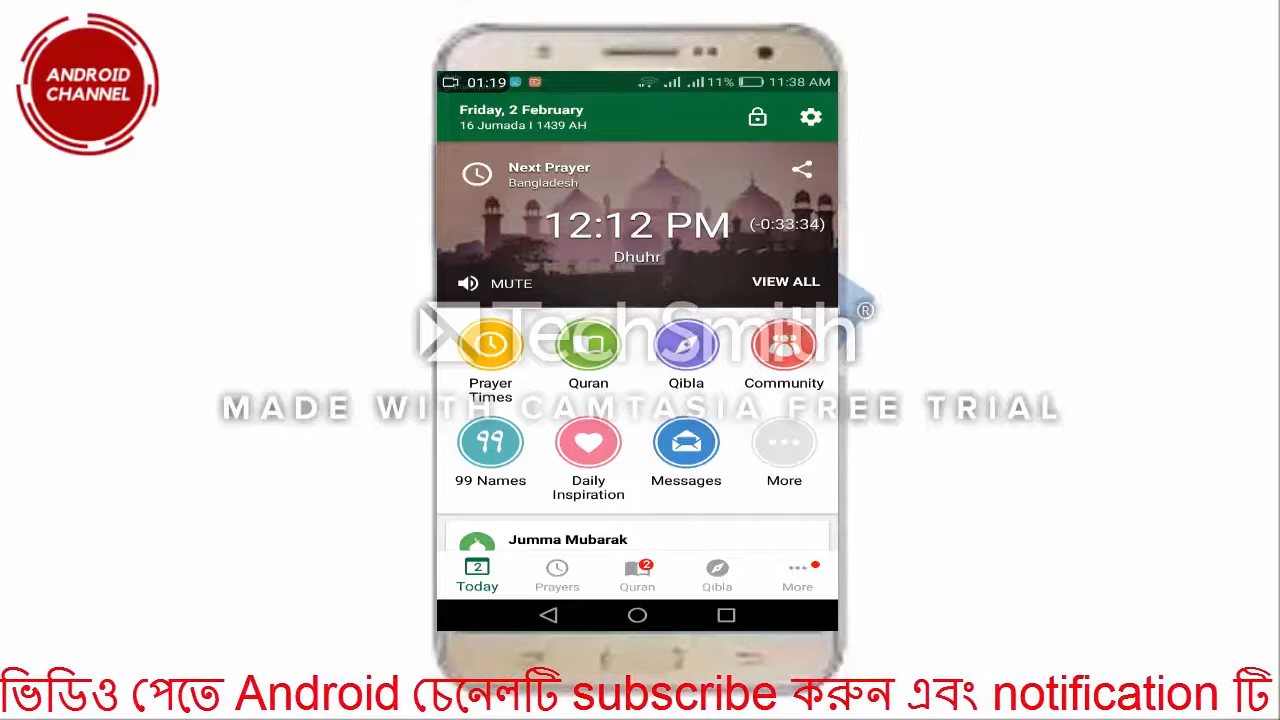 ANDROID
CHANNEL
01:19
11%
11:38 AM
Friday, 2 February
16 Jumada I 1439 AH
Next Prayer
Bangladesh
12:12 PM (-0:33:34)
Dhuhr
MUTE
VIEW ALL
TechSmith®
MADE WITH CAMTASIA FREE TRIAL
Prayer Times
Quran
Qibla
Community
99
99 Names
Daily Inspiration
Messages
More
Jumma Mubarak
2
Today
Prayers
2
Quran
Qibla
More
ভিডিও পেতে Android চেনেলটি subscribe করুন এবং notification টি